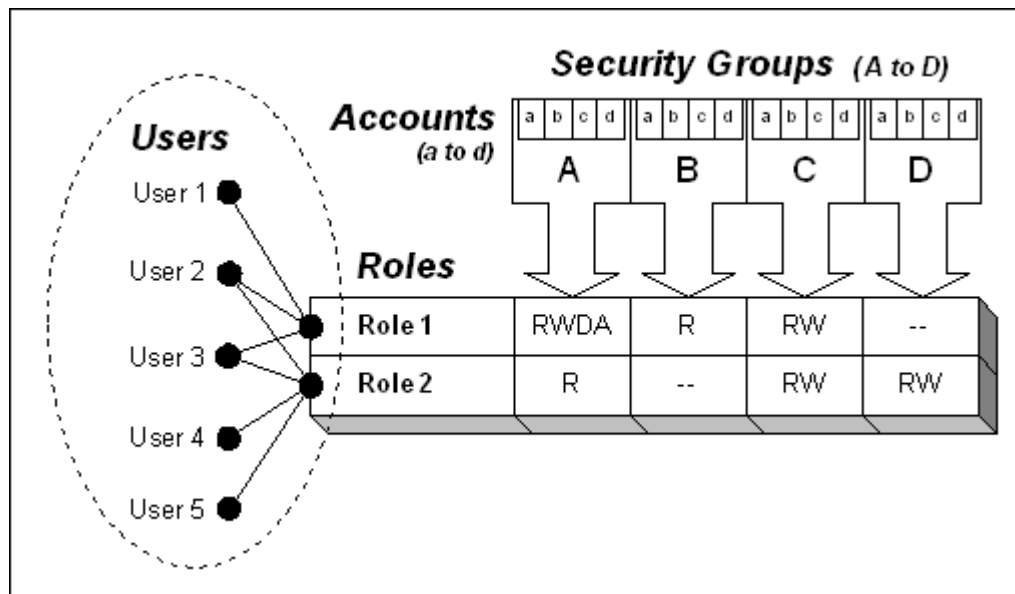 Security Groups (A to D)
Accounts
(a to d)
a b c d a b c d a b c d a b c d
A B C D
Users
User 1
User 2
User 3
User 4
User 5
Roles
Role 1 RWDA R RW --
Role 2 R -- RW RW